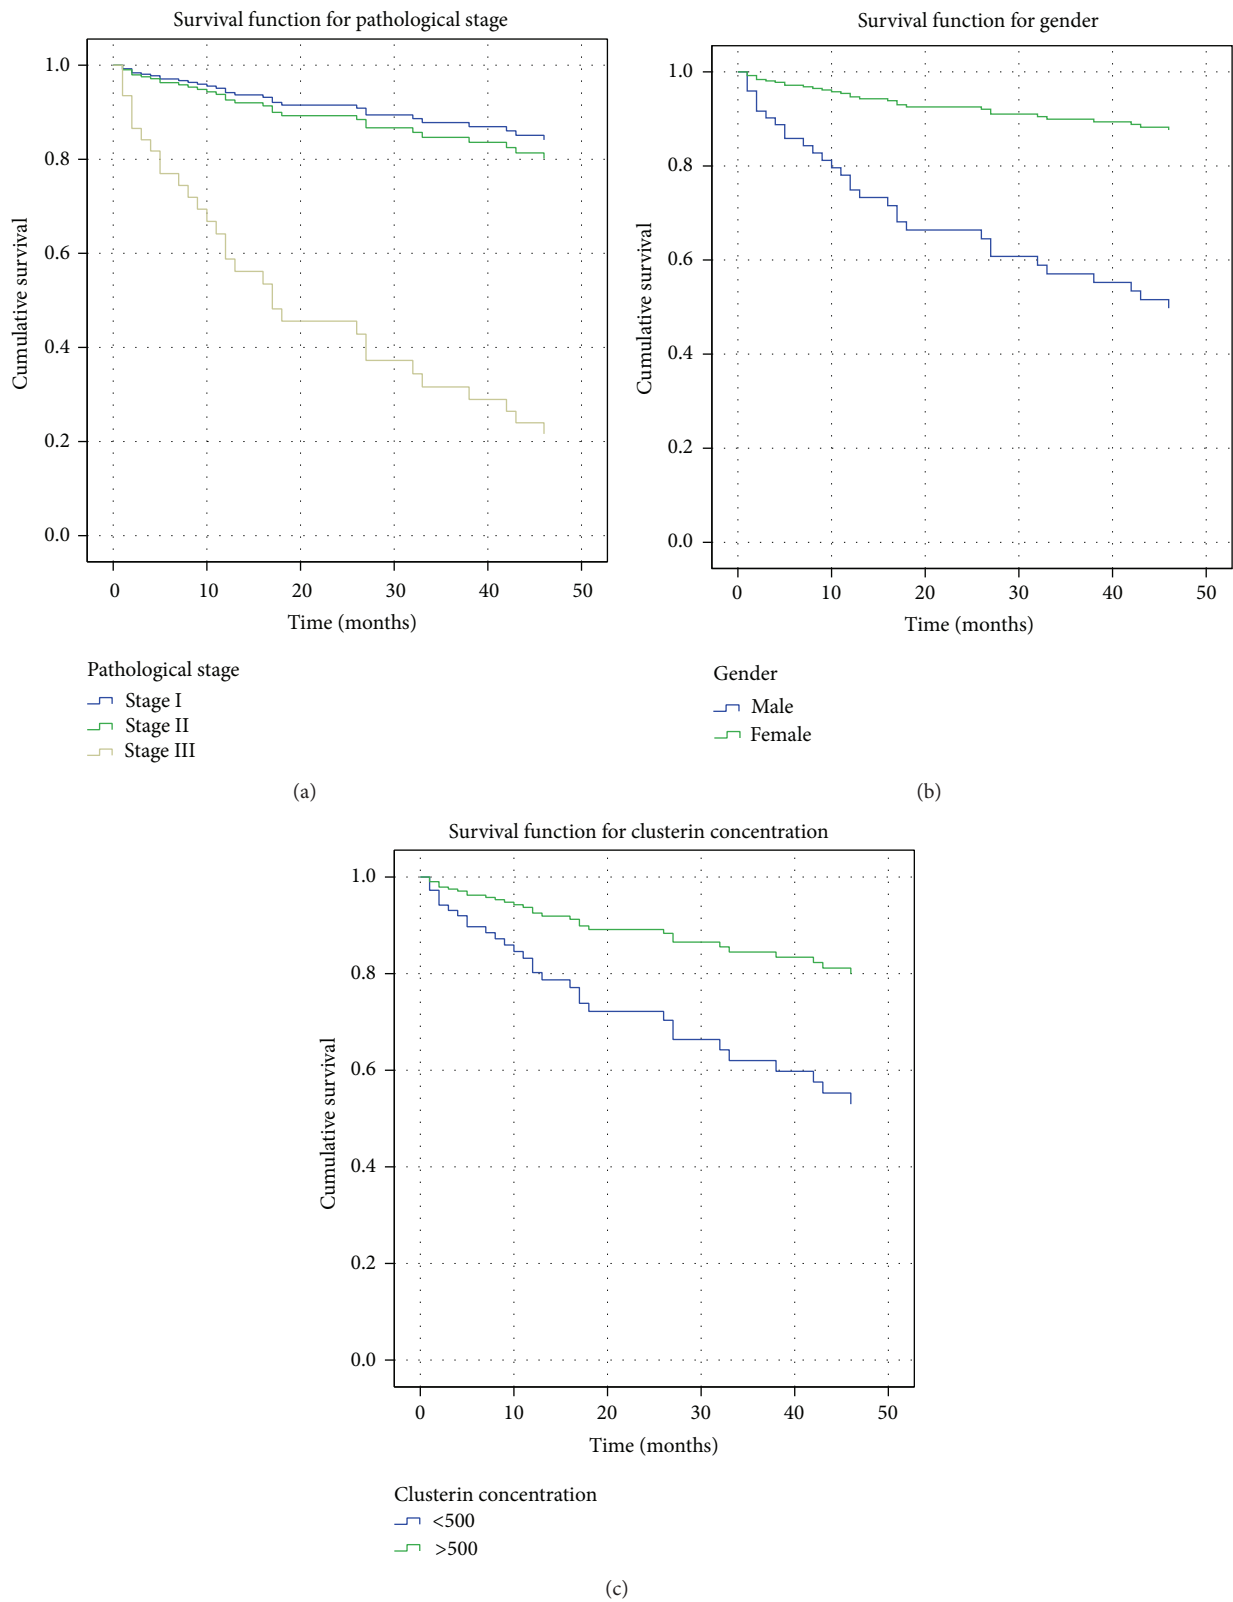 Survival function for pathological stage
1.0
0.8
0.6
0.4
0.2
0.0
Cumulative survival
0 10 20 30 40 50
Time (months)
Pathological stage
Stage I
Stage II
Stage III
(a)
Survival function for gender
1.0
0.8
0.6
0.4
0.2
0.0
Cumulative survival
0 10 20 30 40 50
Time (months)
Gender
Male
Female
(b)
Survival function for clusterin concentration
1.0
0.8
0.6
0.4
0.2
0.0
Cumulative survival
0 10 20 30 40 50
Time (months)
Clusterin concentration
<500
>500
(c)